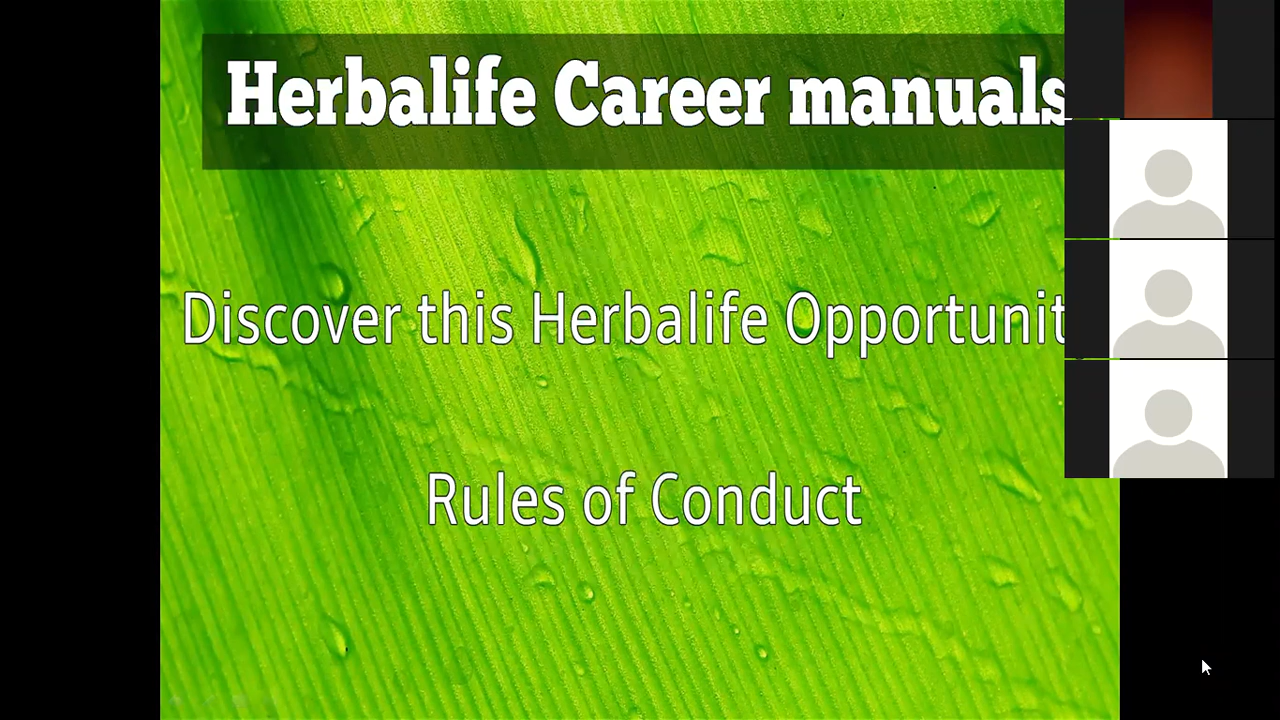 Herbalife Career manuals
Discover this Herbalife Opportunit
Rules of Conduct